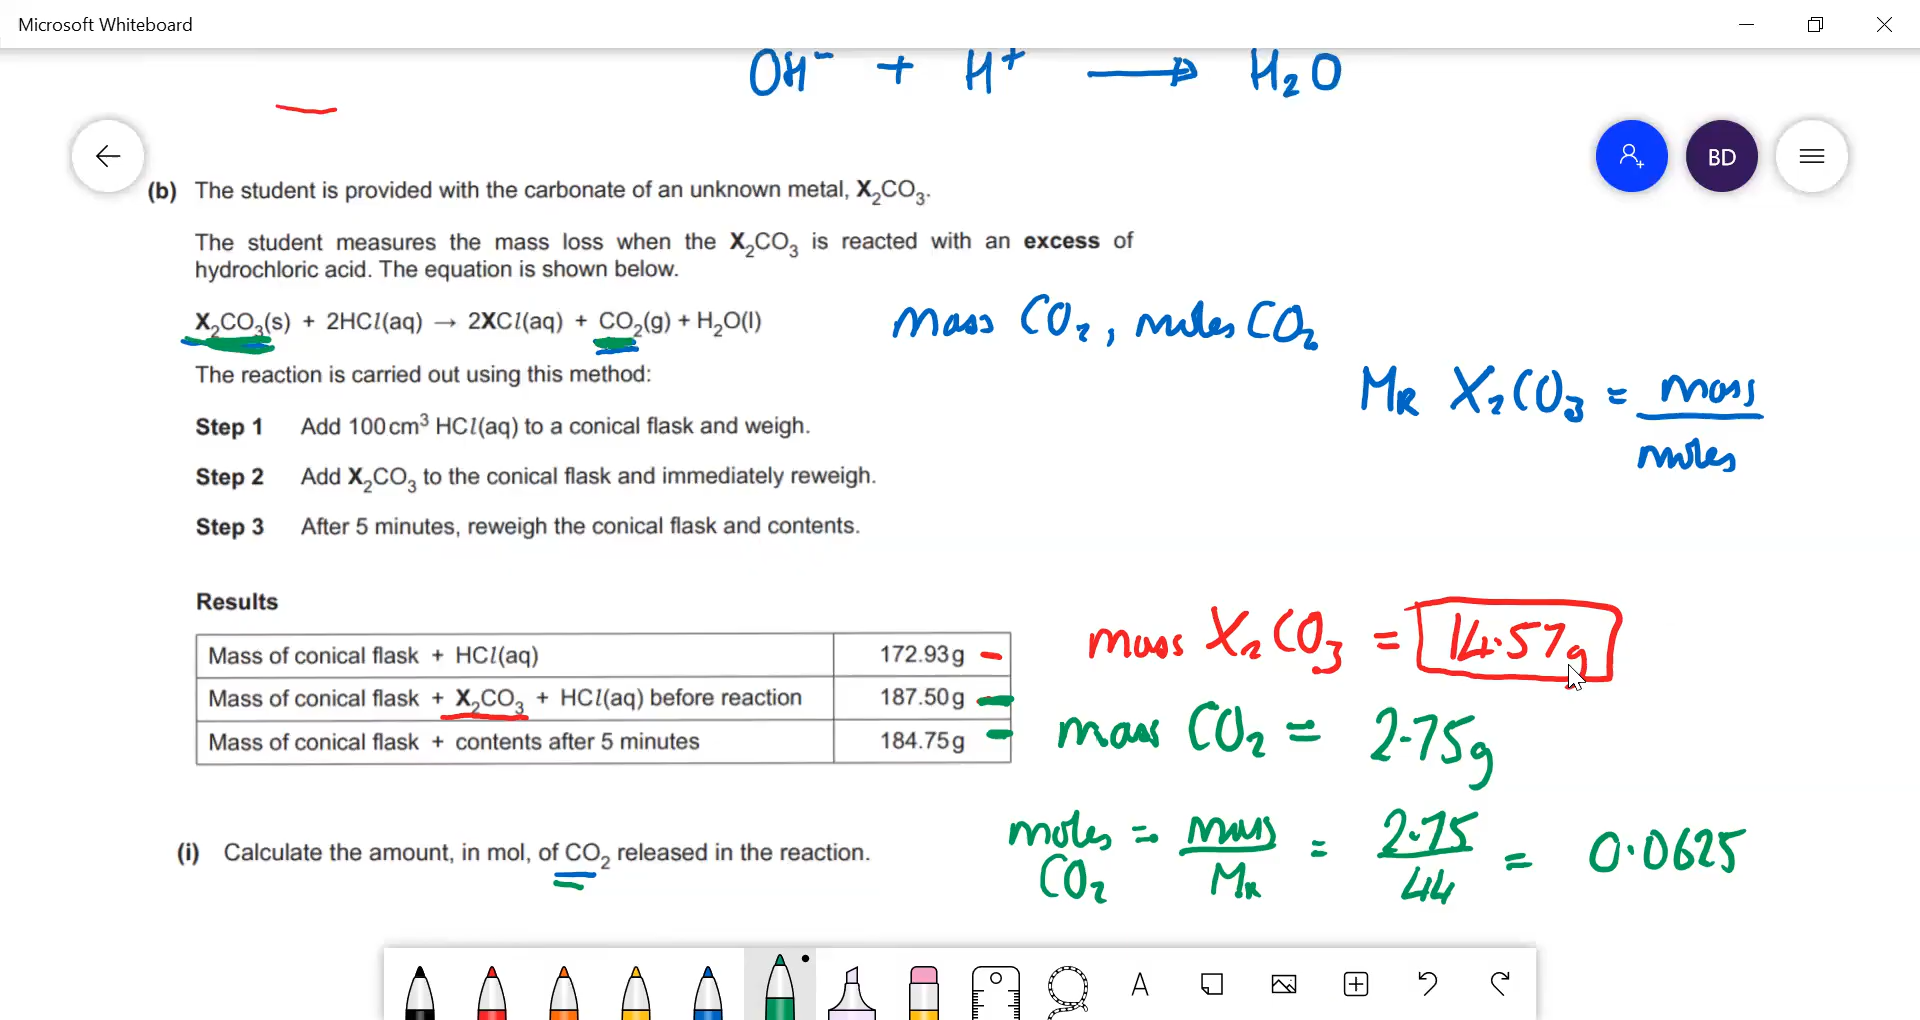 Microsoft Whiteboard
OH⁻ + H⁺ → H₂O
BD
(b) The student is provided with the carbonate of an unknown metal, X₂CO₃.
The student measures the mass loss when the X₂CO₃ is reacted with an excess of
hydrochloric acid. The equation is shown below.
X₂CO₃(s) + 2HCl(aq) → 2XCl(aq) + CO₂(g) + H₂O(l)
mass CO₂, moles CO₂
MR X₂CO₃ = mass / moles
The reaction is carried out using this method:
Step 1 Add 100 cm³ HCl(aq) to a conical flask and weigh.
Step 2 Add X₂CO₃ to the conical flask and immediately reweigh.
Step 3 After 5 minutes, reweigh the conical flask and contents.
Results
Mass of conical flask + HCl(aq) 172.93 g
Mass of conical flask + X₂CO₃ + HCl(aq) before reaction 187.50 g
Mass of conical flask + contents after 5 minutes 184.75 g
mass X₂CO₃ = 14.57g
mass CO₂ = 2.75g
moles CO₂ = mass / MR = 2.75 / 44 = 0.0625
(i) Calculate the amount, in mol, of CO₂ released in the reaction.
A